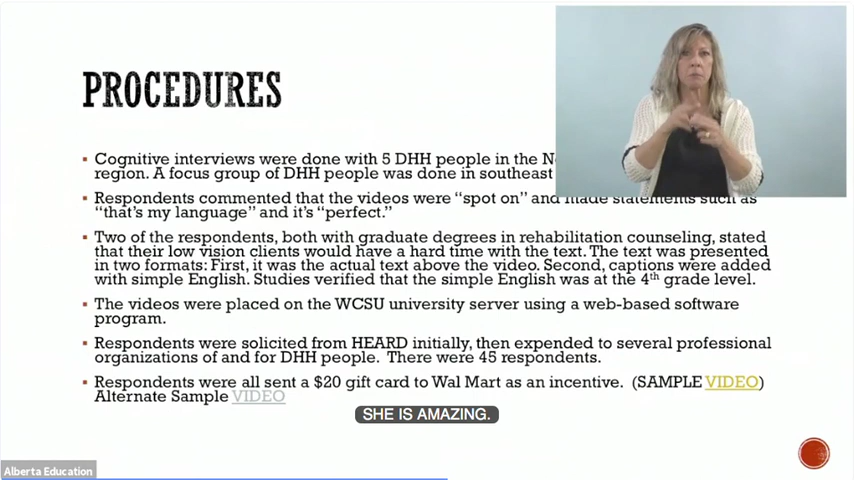 PROCEDURES
Cognitive interviews were done with 5 DHH people in the
region. A focus group of DHH people was done in southeast
Respondents commented that the videos were “spot on” and made statements such as
“that’s my language” and it’s “perfect.”
Two of the respondents, both with graduate degrees in rehabilitation counseling, stated
that their low vision clients would have a hard time with the text. The text was presented
in two formats: First, it was the actual text above the video. Second, captions were added
with simple English. Studies verified that the simple English was at the 4th grade level.
The videos were placed on the WCSU university server using a web-based software
program.
Respondents were solicited from HEARD initially, then expended to several professional
organizations of and for DHH people. There were 45 respondents.
Respondents were all sent a $20 gift card to Wal Mart as an incentive. (SAMPLE VIDEO)
Alternate Sample VIDEO
SHE IS AMAZING.
Alberta Education